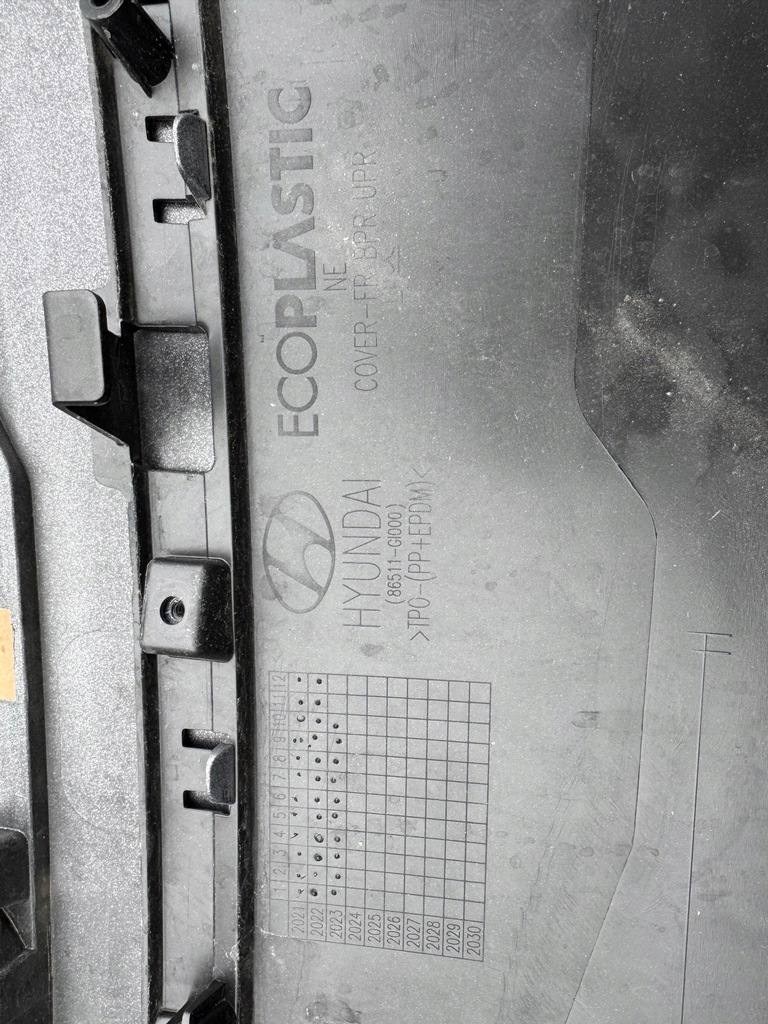 1 2 3 4 5 6 7 8 9 10 11 12
2021
2022
2023
2024
2025
2026
2027
2028
2029
2030
HYUNDAI
(86511-GI000)
>TPO-(PP+EPDM)<
ECOPLASTIC
NE
COVER-FR BPR UPR